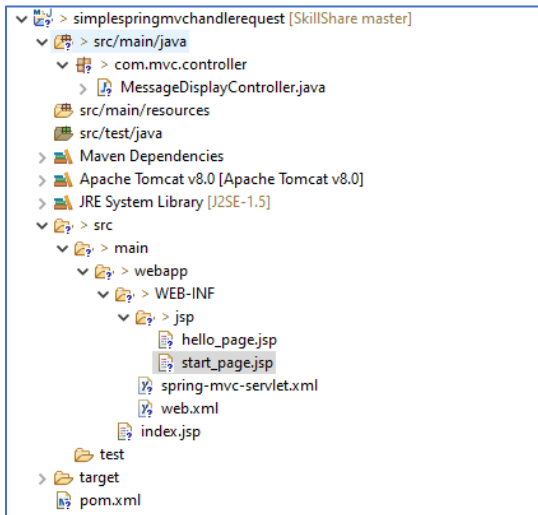 > simplespringmvchandlerequest [SkillShare master]
> src/main/java
> com.mvc.controller
MessageDisplayController.java
src/main/resources
src/test/java
Maven Dependencies
Apache Tomcat v8.0 [Apache Tomcat v8.0]
JRE System Library [J2SE-1.5]
> src
> main
> webapp
> WEB-INF
> jsp
hello_page.jsp
start_page.jsp
spring-mvc-servlet.xml
web.xml
index.jsp
test
target
pom.xml